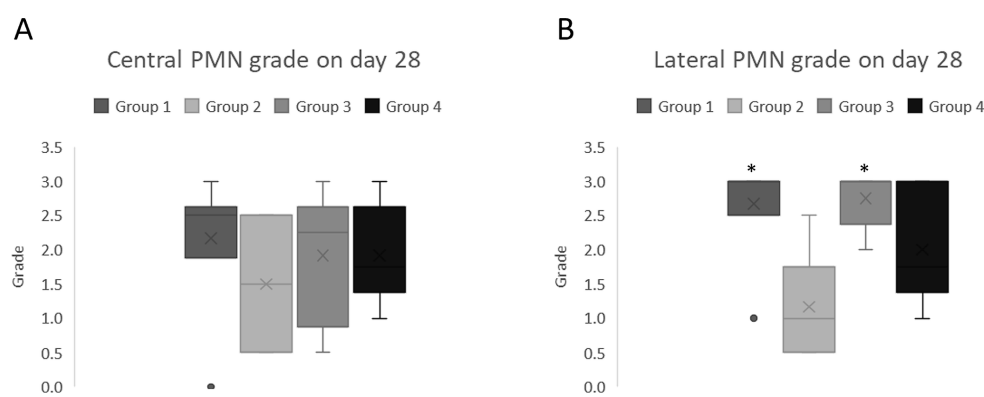 A
Central PMN grade on day 28
Group 1 Group 2 Group 3 Group 4
Grade
3.5
3.0
2.5
2.0
1.5
1.0
0.5
0.0
B
Lateral PMN grade on day 28
Group 1 Group 2 Group 3 Group 4
Grade
3.5
3.0
2.5
2.0
1.5
1.0
0.5
0.0
* *